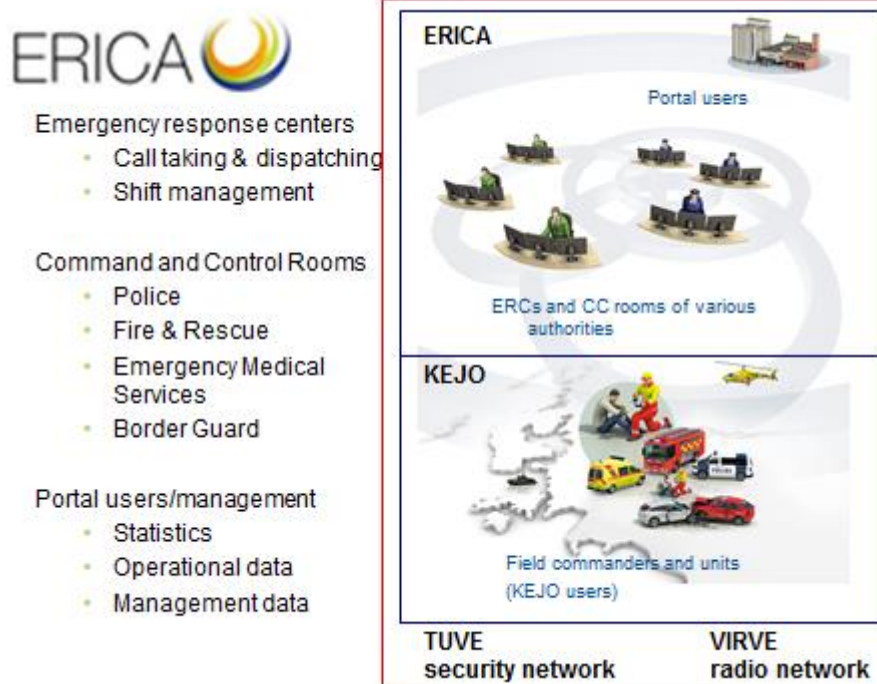 ERICA
Emergency response centers
• Call taking & dispatching
• Shift management
Command and Control Rooms
• Police
• Fire & Rescue
• Emergency Medical
Services
• Border Guard
Portal users/management
• Statistics
• Operational data
• Management data
ERICA
Portal users
ERCs and CC rooms of various
authorities
KEJO
Field commanders and units
(KEJO users)
TUVE
security network
VIRVE
radio network